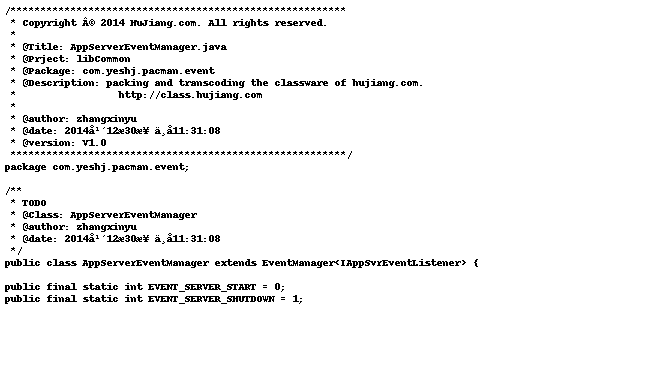 /********************************************************
 * Copyright Â© 2014 HuJiang.com. All rights reserved.
 *
 * @Title: AppServerEventManager.java
 * @Prject: libCommon
 * @Package: com.yeshj.pacman.event
 * @Description: packing and transcoding the classware of hujiang.com.
 *                 http://class.hujiang.com
 *
 * @author: zhangxinyu
 * @date: 2014å¹´12æ30æ¥ ä¸å11:31:08
 * @version: V1.0
 ********************************************************/
package com.yeshj.pacman.event;
/**
 * TODO
 * @Class: AppServerEventManager
 * @author: zhangxinyu
 * @date: 2014å¹´12æ30æ¥ ä¸å11:31:08
 */
public class AppServerEventManager extends EventManager<IAppSvrEventListener> {
public final static int EVENT_SERVER_START = 0;
public final static int EVENT_SERVER_SHUTDOWN = 1;